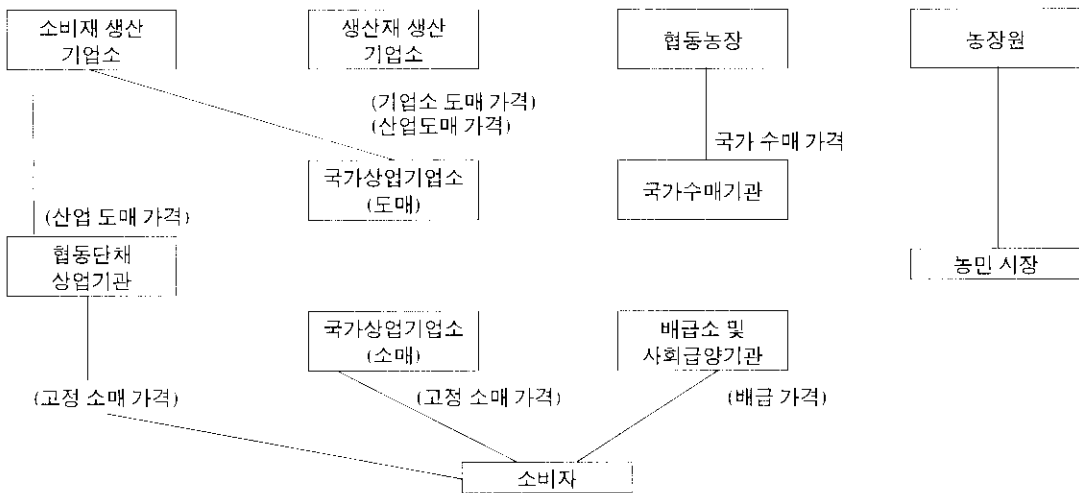 소비재 생산
기업소
생산재 생산
기업소
협동농장
농장원
(기업소 도매 가격)
(산업도매 가격)
국가 수매 가격
국가상업기업소
(도매)
국가수매기관
(산업 도매 가격)
협동단채
상업기관
농민 시장
국가상업기업소
(소매)
배급소 및
사회급양기관
(고정 소매 가격)
(고정 소매 가격)
(배급 가격)
소비자